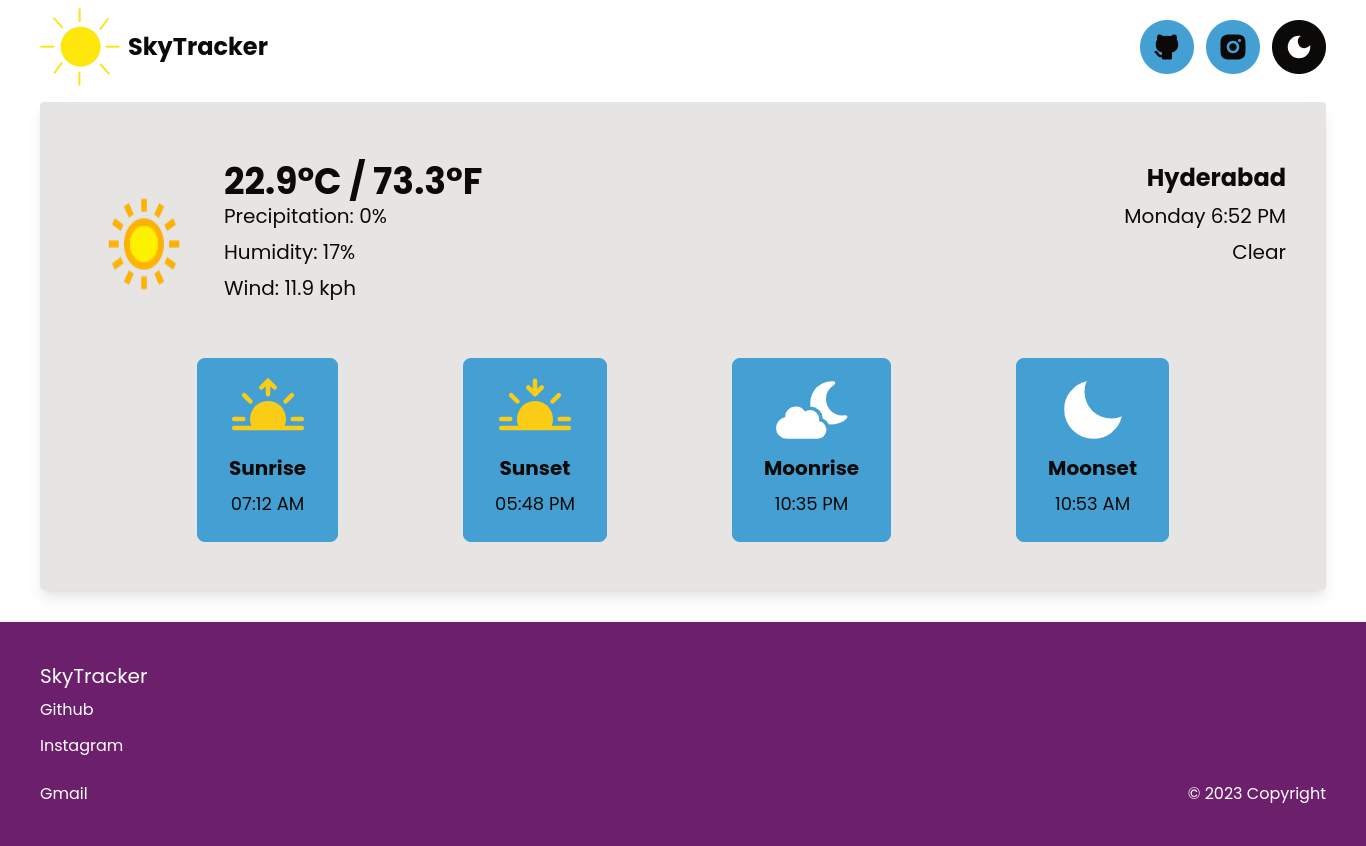 SkyTracker
22.9°C / 73.3°F
Precipitation: 0%
Humidity: 17%
Wind: 11.9 kph
Hyderabad
Monday 6:52 PM
Clear
Sunrise
07:12 AM
Sunset
05:48 PM
Moonrise
10:35 PM
Moonset
10:53 AM
SkyTracker
Github
Instagram
Gmail
© 2023 Copyright